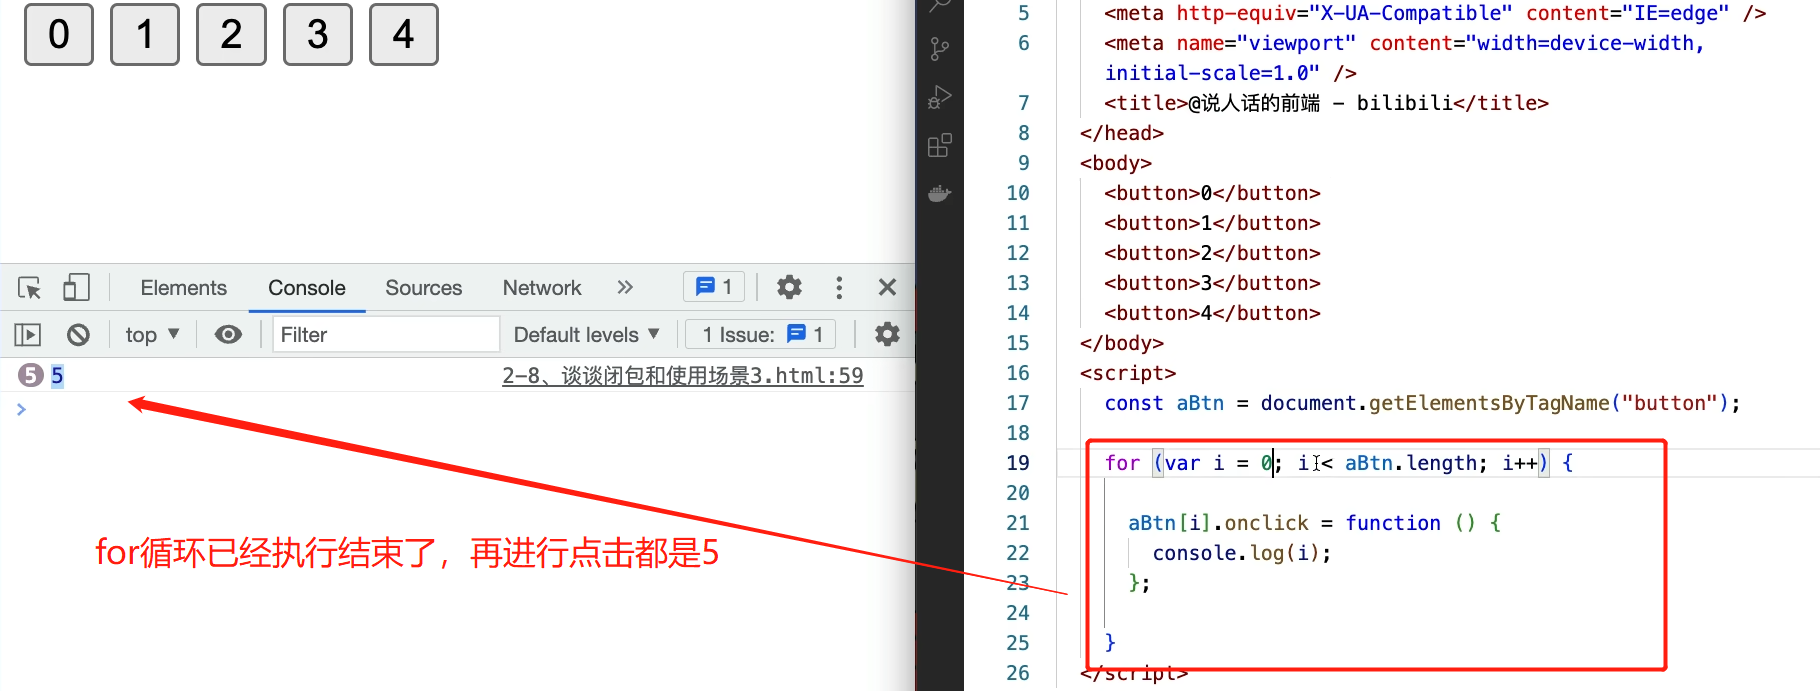 0 1 2 3 4
Elements Console Sources Network » 1
top ▼ Filter Default levels ▼ 1 Issue: 1
5 5 2-8、谈谈闭包和使用场景3.html:59
>
for循环已经执行结束了，再进行点击都是5
5 <meta http-equiv="X-UA-Compatible" content="IE=edge" />
6 <meta name="viewport" content="width=device-width,
initial-scale=1.0" />
7 <title>@说人话的前端 - bilibili</title>
8 </head>
9 <body>
10 <button>0</button>
11 <button>1</button>
12 <button>2</button>
13 <button>3</button>
14 <button>4</button>
15 </body>
16 <script>
17 const aBtn = document.getElementsByTagName("button");
18
19 for (var i = 0; i < aBtn.length; i++) {
20
21 aBtn[i].onclick = function () {
22 console.log(i);
23 };
24
25 }
26 </script>